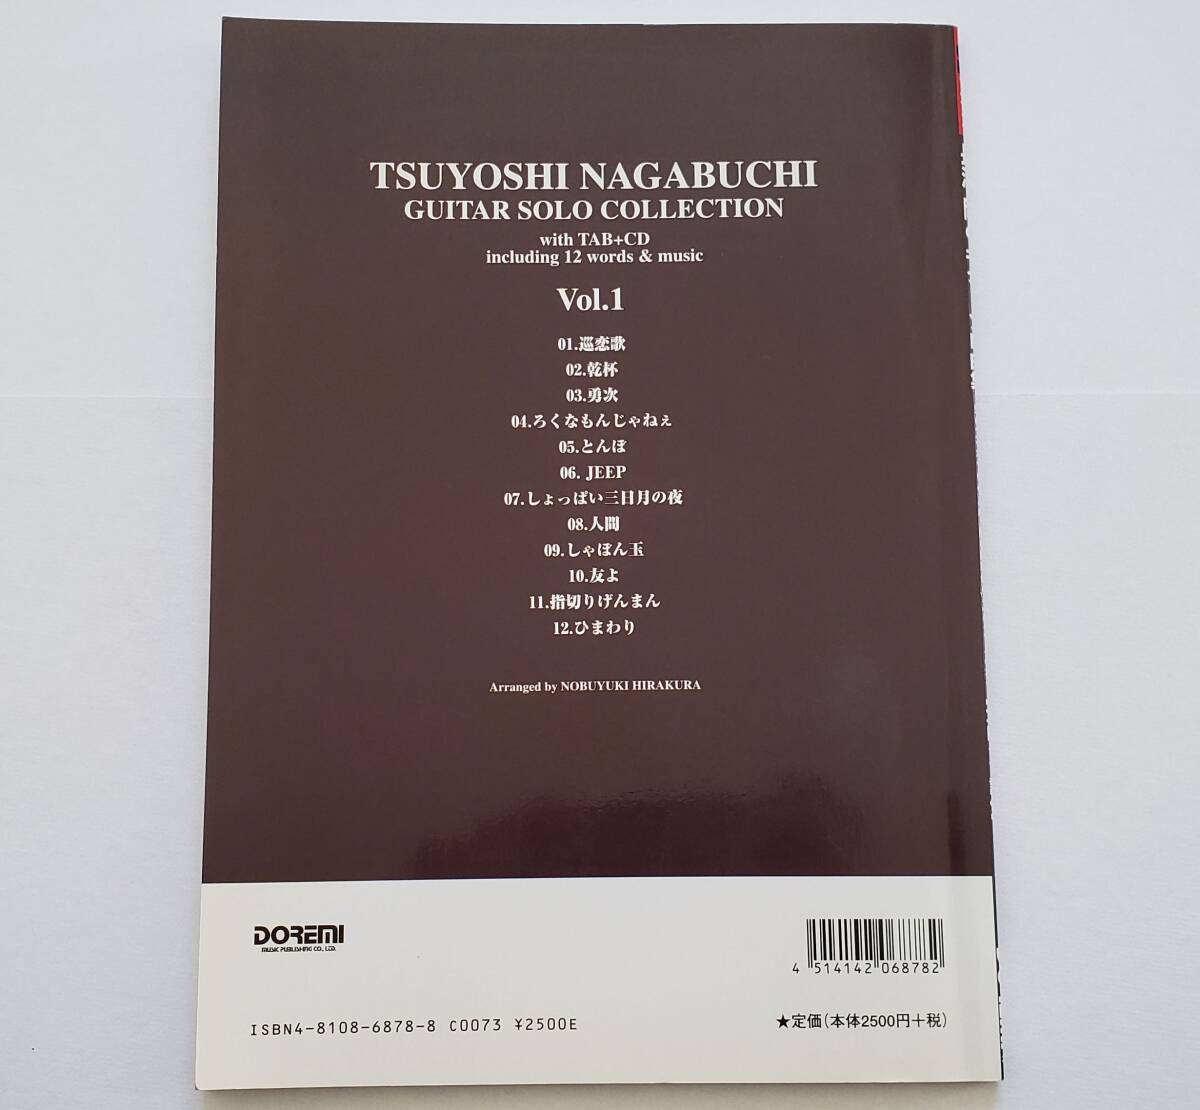 TSUYOSHI NAGABUCHI
GUITAR SOLO COLLECTION
with TAB+CD
including 12 words & music
Vol.1
01.巡恋歌
02.乾杯
03.勇次
04.ろくなもんじゃねぇ
05.とんぼ
06. JEEP
07.しょっぱい三日月の夜
08.人間
09.しゃぼん玉
10.友よ
11.指切りげんまん
12.ひまわり
Arranged by NOBUYUKI HIRAKURA
DOREMI
MUSIC PUBLISHING CO., LTD.
4 514142 068782
ISBN4-8108-6878-8 C0073 ¥2500E
★定価(本体2500円+税)